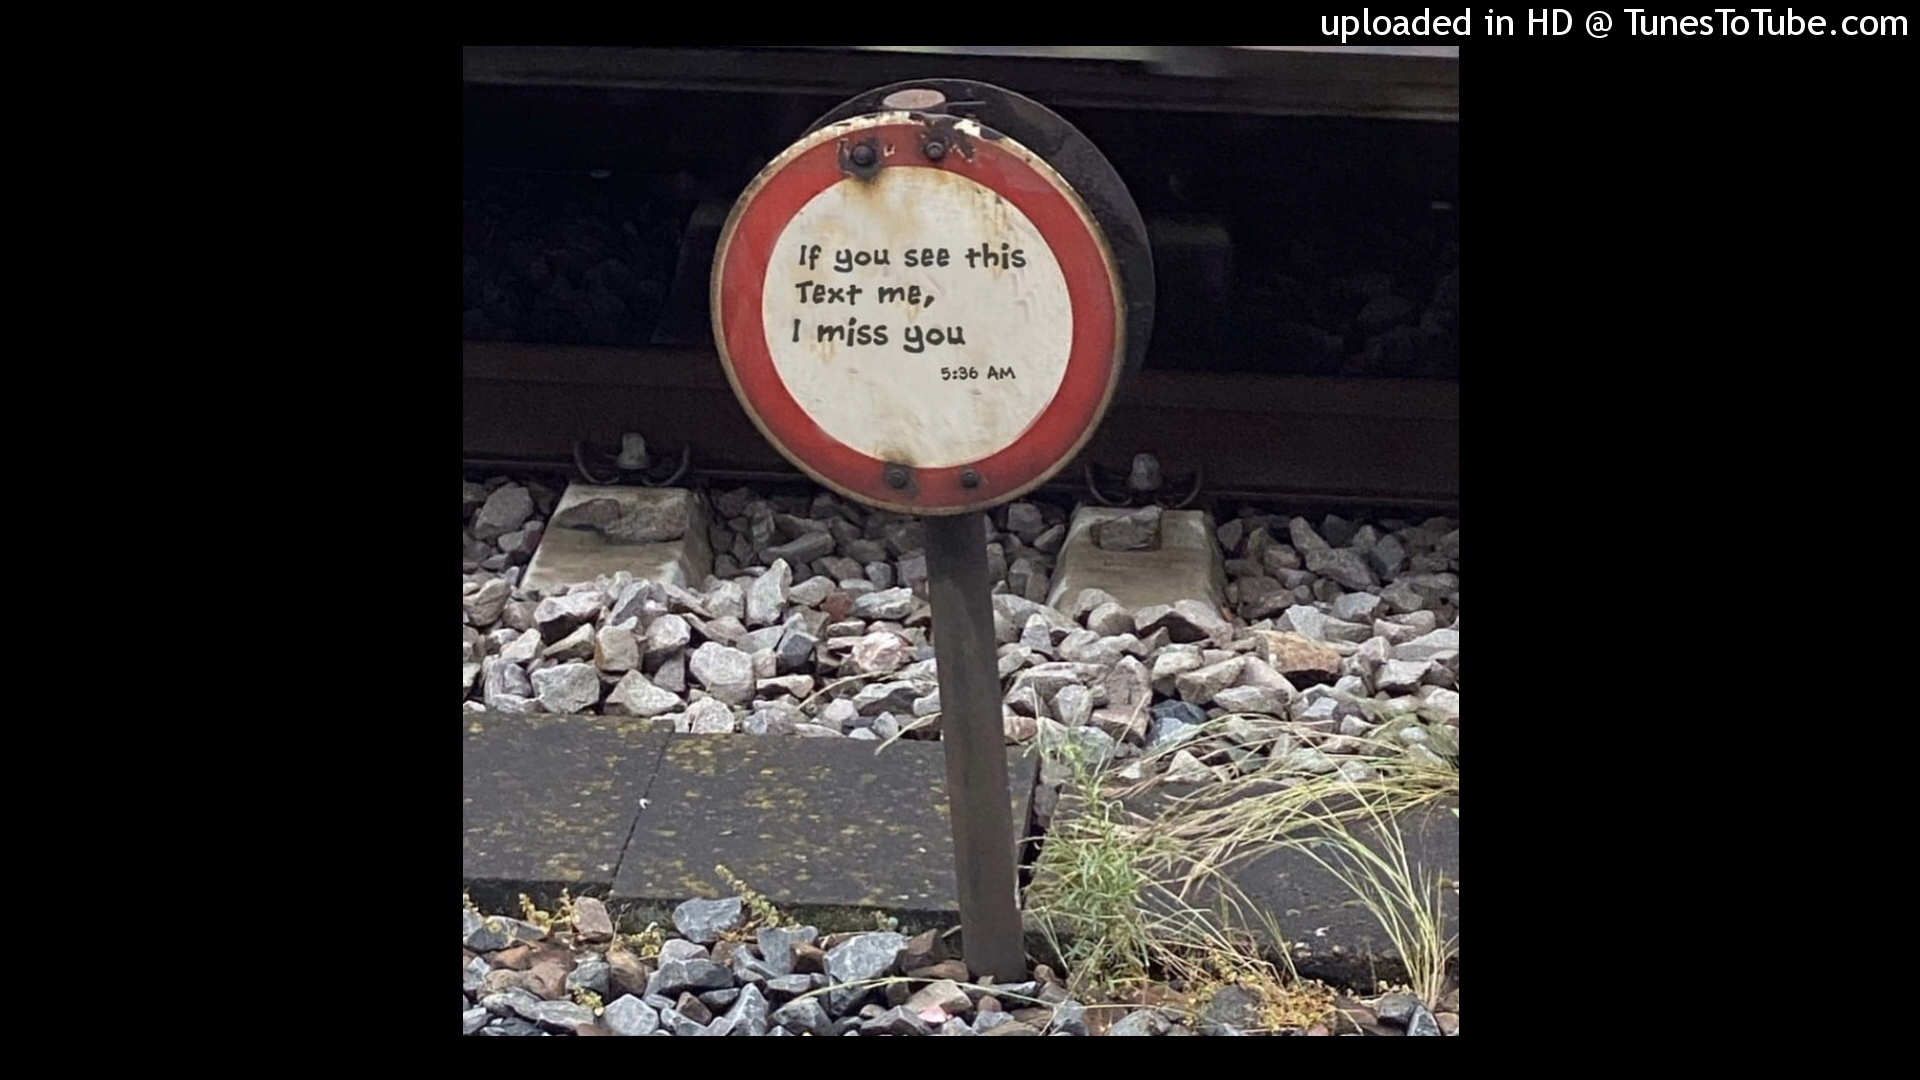 uploaded in HD @ TunesToTube.com
If you see this
Text me,
I miss you
5:36 AM